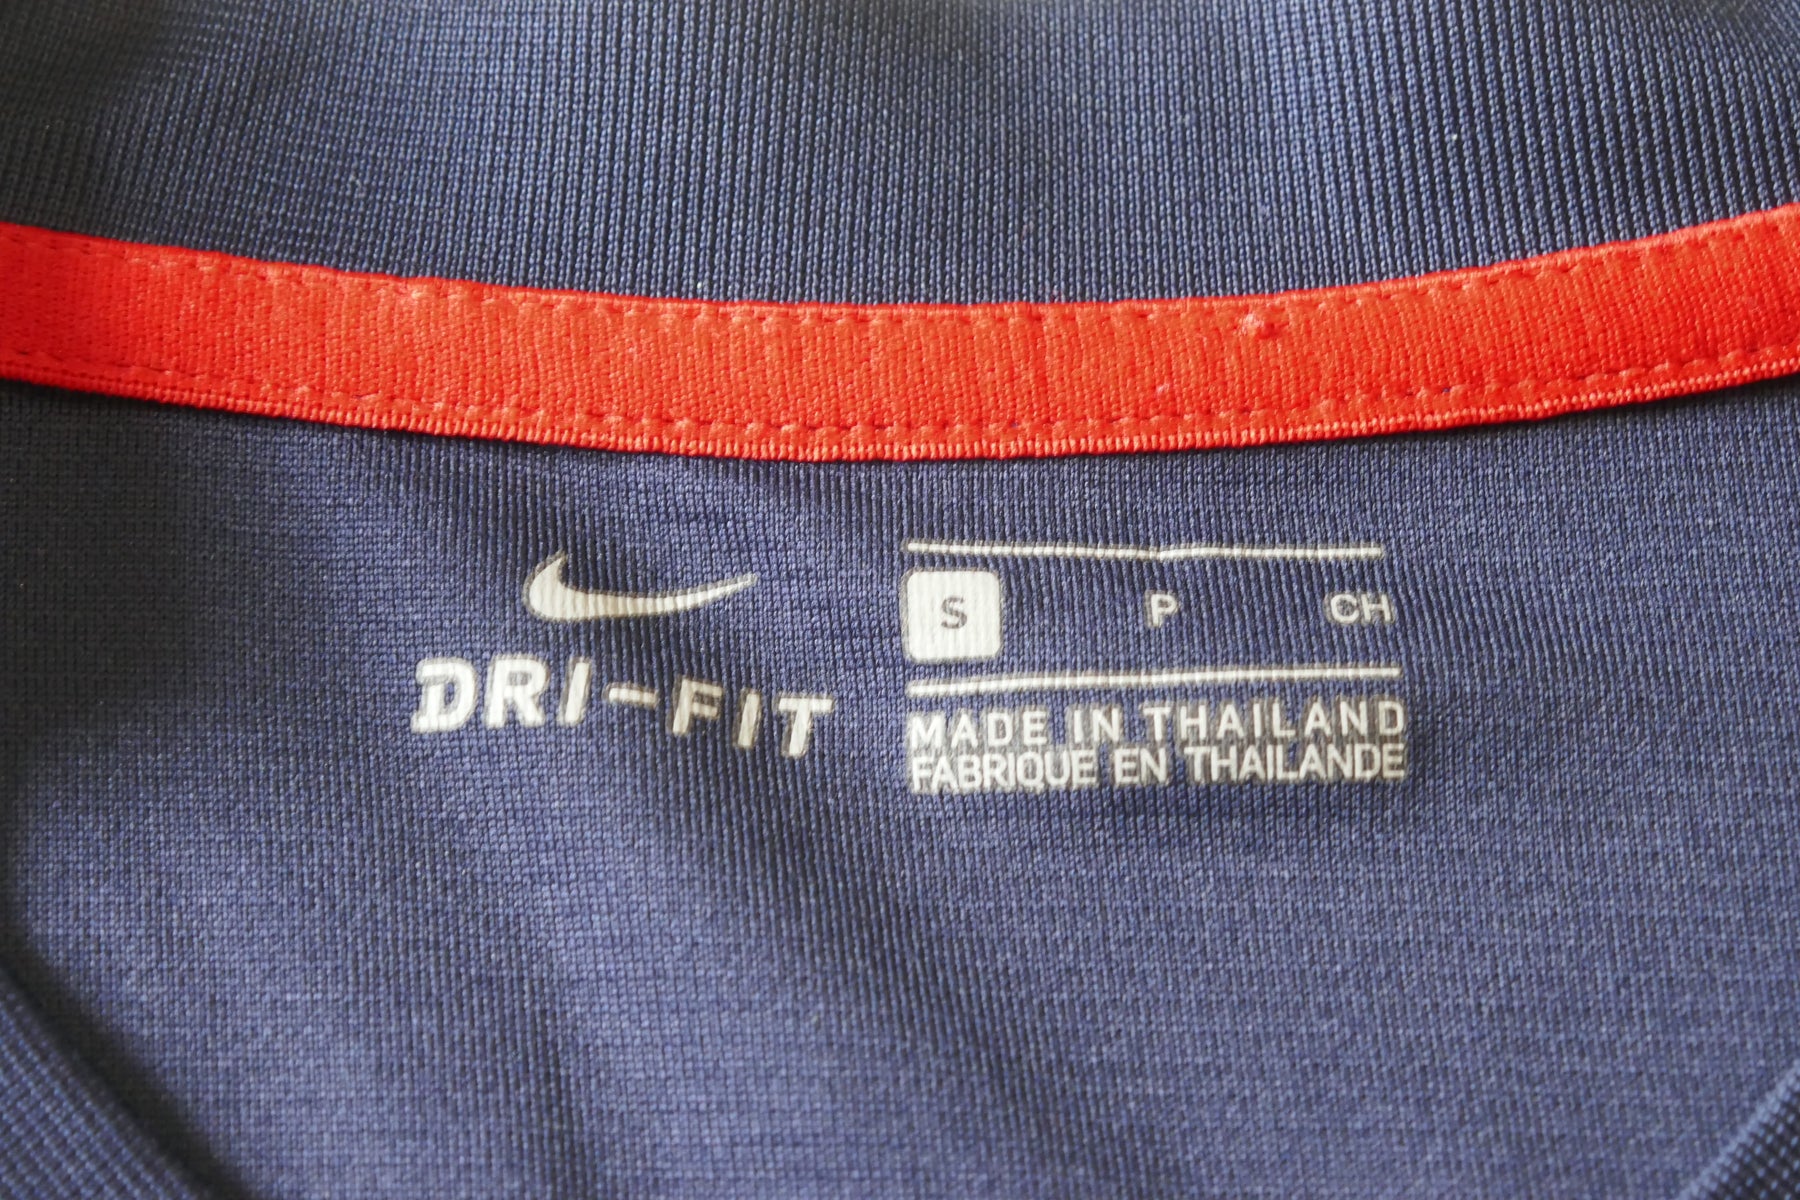 DRI-FIT
S P CH
MADE IN THAILAND
FABRIQUE EN THAILANDE